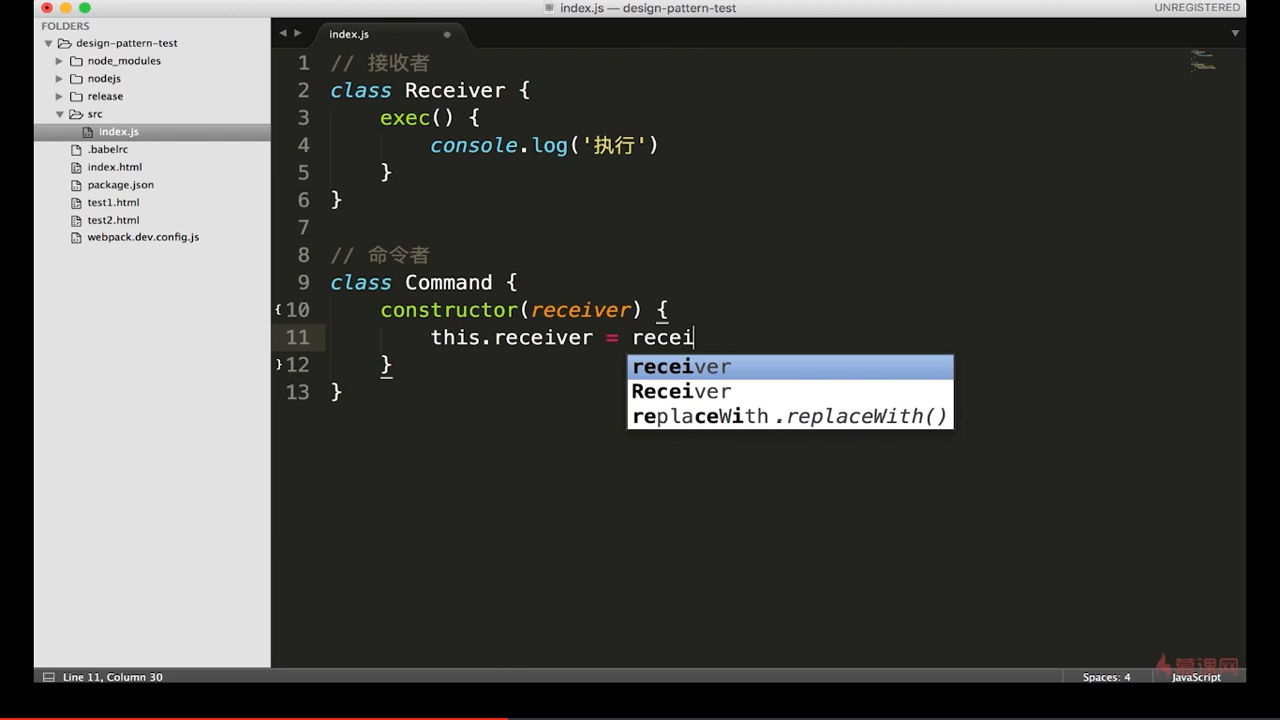 index.js — design-pattern-test
UNREGISTERED
FOLDERS
design-pattern-test
node_modules
nodejs
release
src
index.js
.babelrc
index.html
package.json
test1.html
test2.html
webpack.dev.config.js
index.js
1 // 接收者
2 class Receiver {
3 exec() {
4 console.log('执行')
5 }
6 }
7
8 // 命令者
9 class Command {
{10 constructor(receiver) {
11 this.receiver = recei
}12 }
13 }
receiver
Receiver
replaceWith .replaceWith()
慕课网
Line 11, Column 30
Spaces: 4
JavaScript